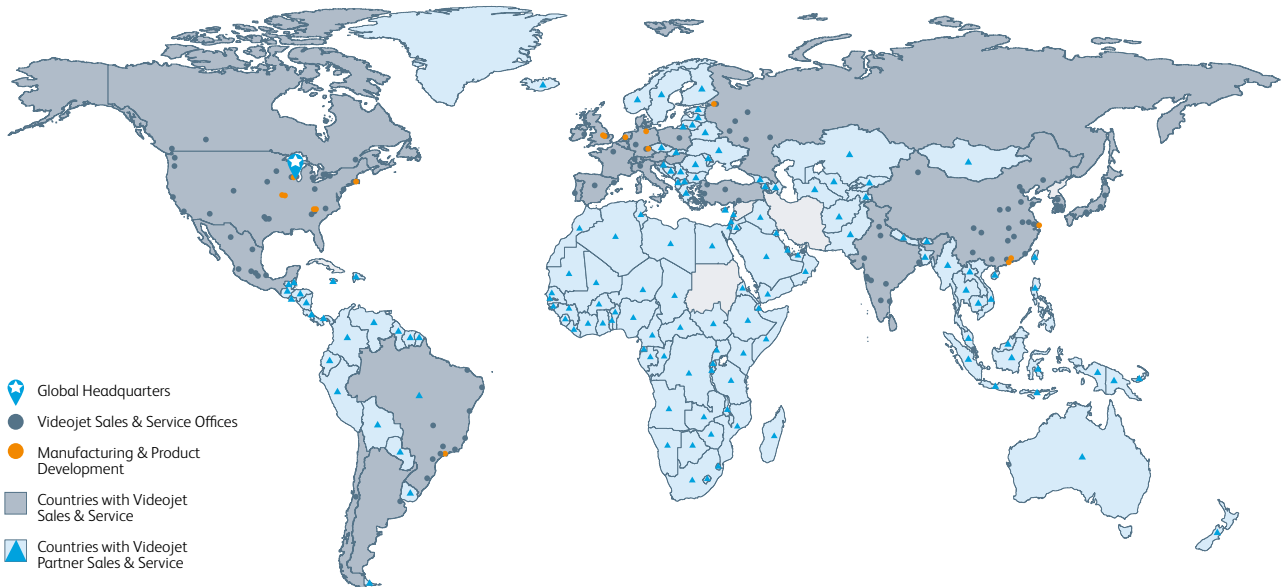 Global Headquarters
Videojet Sales & Service Offices
Manufacturing & Product
Development
Countries with Videojet
Sales & Service
Countries with Videojet
Partner Sales & Service